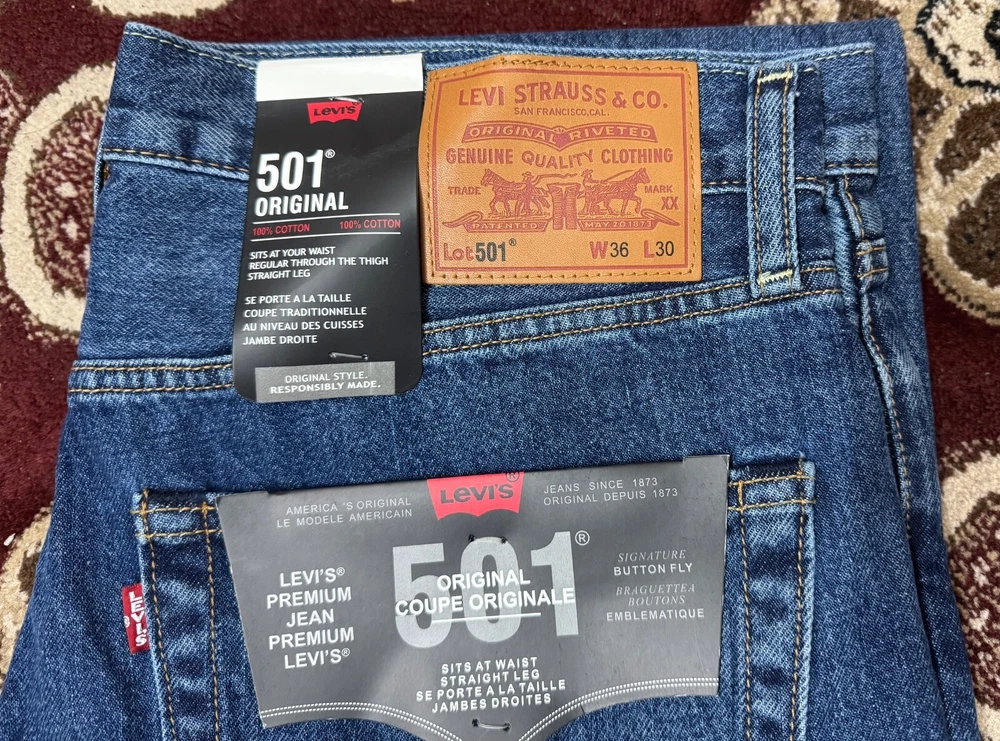 LEVI'S
501®
ORIGINAL
100% COTTON 100% COTTON
SITS AT YOUR WAIST
REGULAR THROUGH THE THIGH
STRAIGHT LEG
SE PORTE A LA TAILLE
COUPE TRADITIONNELLE
AU NIVEAU DES CUISSES
JAMBE DROITE
ORIGINAL STYLE.
RESPONSIBLY MADE.
LEVI STRAUSS & CO.
SAN FRANCISCO, CAL.
ORIGINAL RIVETED
GENUINE QUALITY CLOTHING
TRADE MARK
XX
PATENTED MAY 20 1873
Lot 501® W36 L30
AMERICA 'S ORIGINAL
LE MODELE AMERICAIN
LEVI'S®
JEANS SINCE 1873
ORIGINAL DEPUIS 1873
501®
ORIGINAL
COUPE ORIGINALE
LEVI'S®
PREMIUM
JEAN
PREMIUM
LEVI'S®
SIGNATURE
BUTTON FLY
BRAGUETTEA
BOUTONS
EMBLEMATIQUE
SITS AT WAIST
STRAIGHT LEG
SE PORTE A LA TAILLE
JAMBES DROITES
LEVI'S®